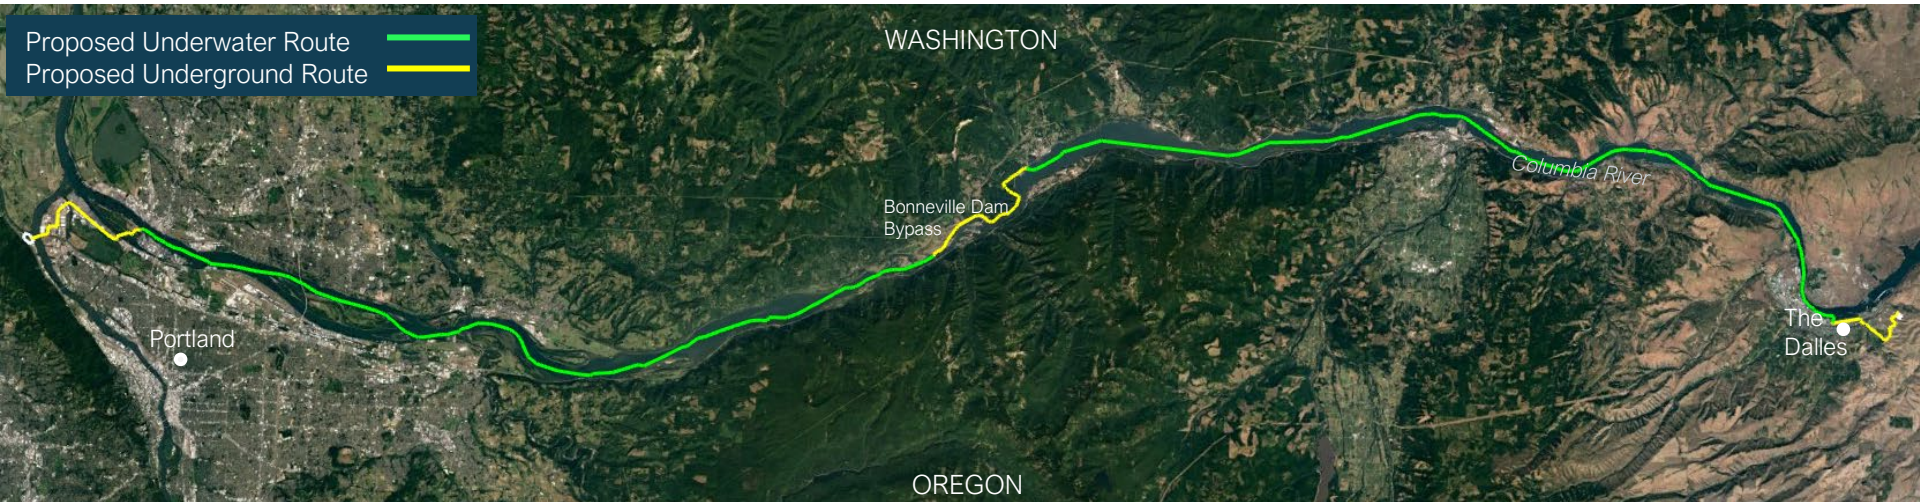 Proposed Underwater Route
Proposed Underground Route
WASHINGTON
Columbia River
Bonneville Dam
Bypass
Portland
The
Dalles
OREGON